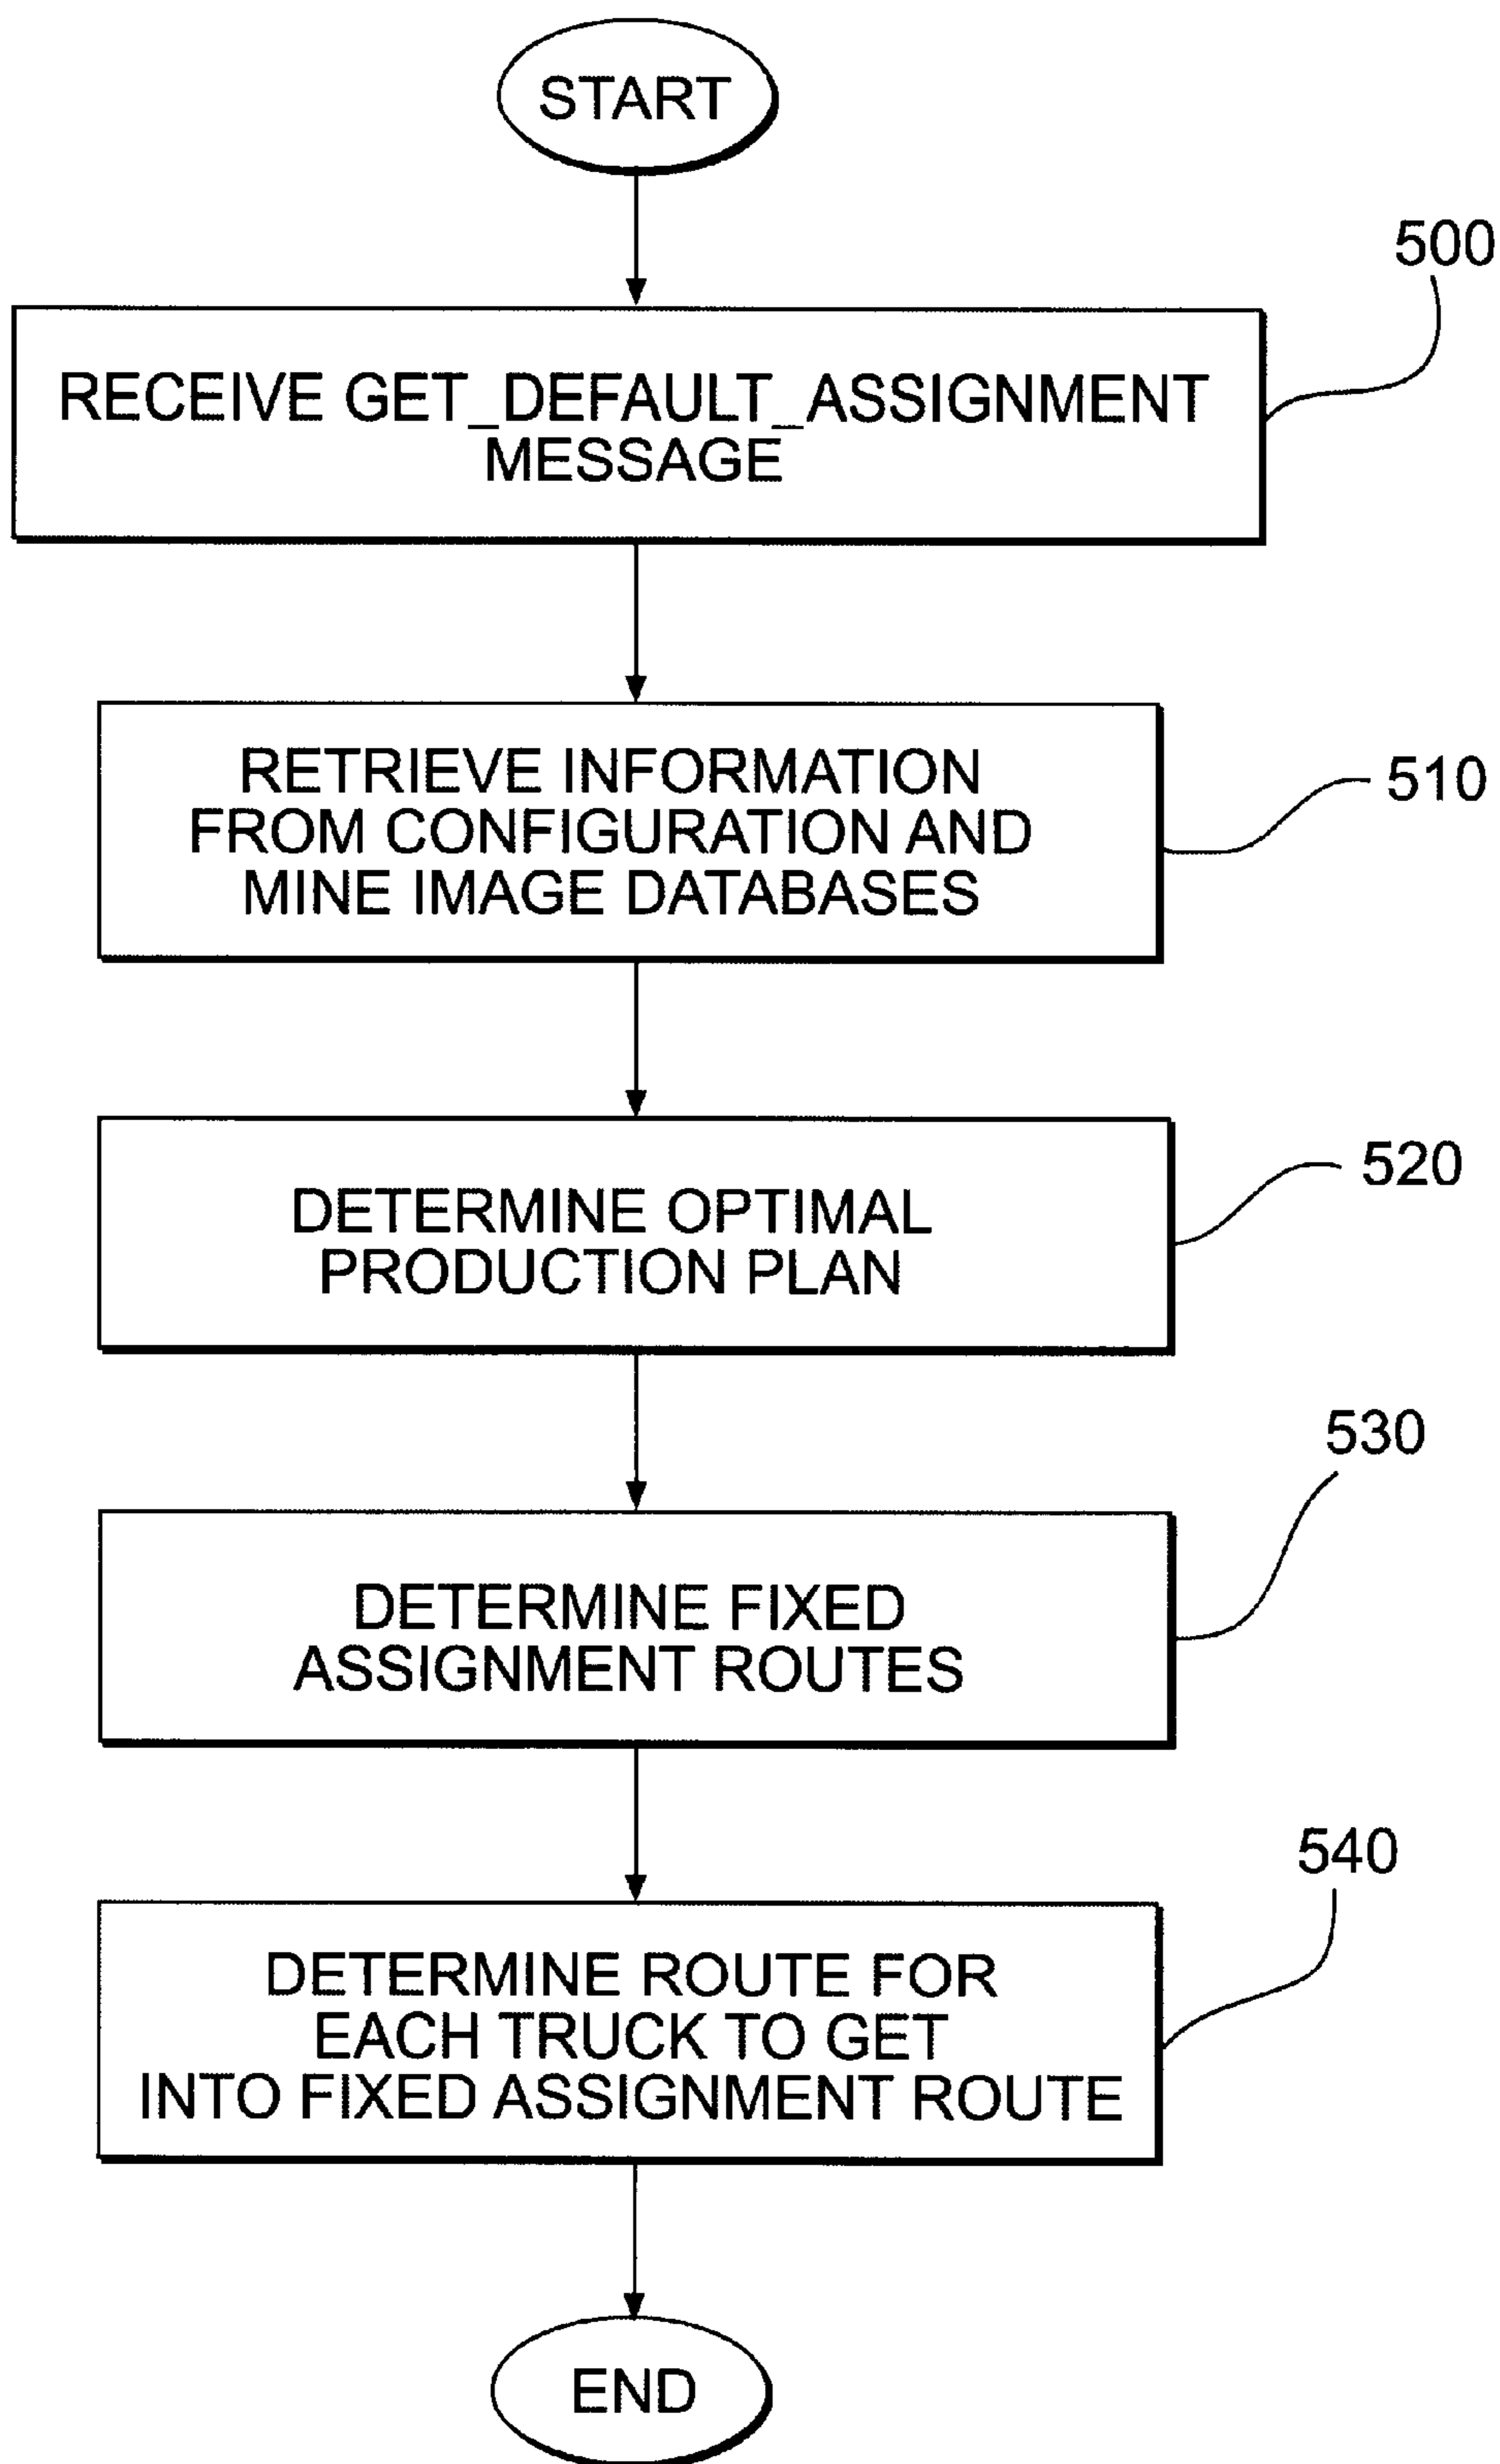 START
500
RECEIVE GET_DEFAULT_ASSIGNMENT
MESSAGE
RETRIEVE INFORMATION
FROM CONFIGURATION AND
MINE IMAGE DATABASES
510
DETERMINE OPTIMAL
PRODUCTION PLAN
520
530
DETERMINE FIXED
ASSIGNMENT ROUTES
540
DETERMINE ROUTE FOR
EACH TRUCK TO GET
INTO FIXED ASSIGNMENT ROUTE
END